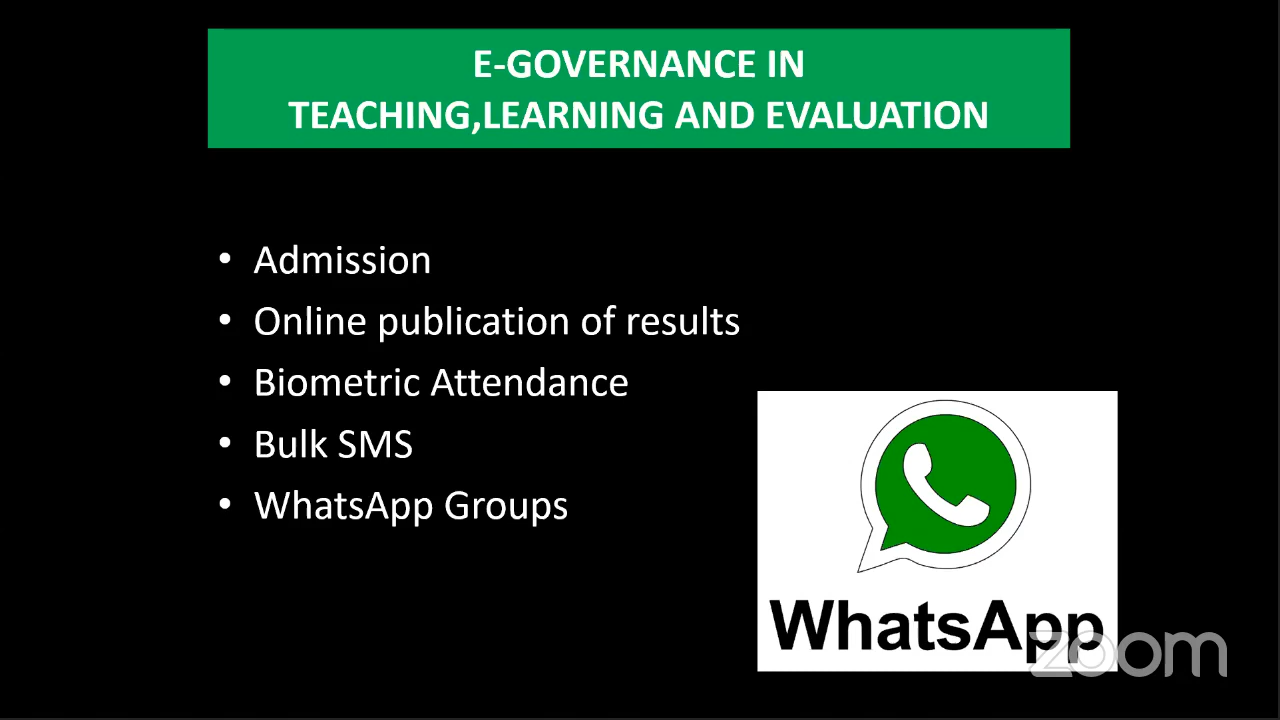 E-GOVERNANCE IN
TEACHING,LEARNING AND EVALUATION
• Admission
• Online publication of results
• Biometric Attendance
• Bulk SMS
• WhatsApp Groups
WhatsApp
zoom